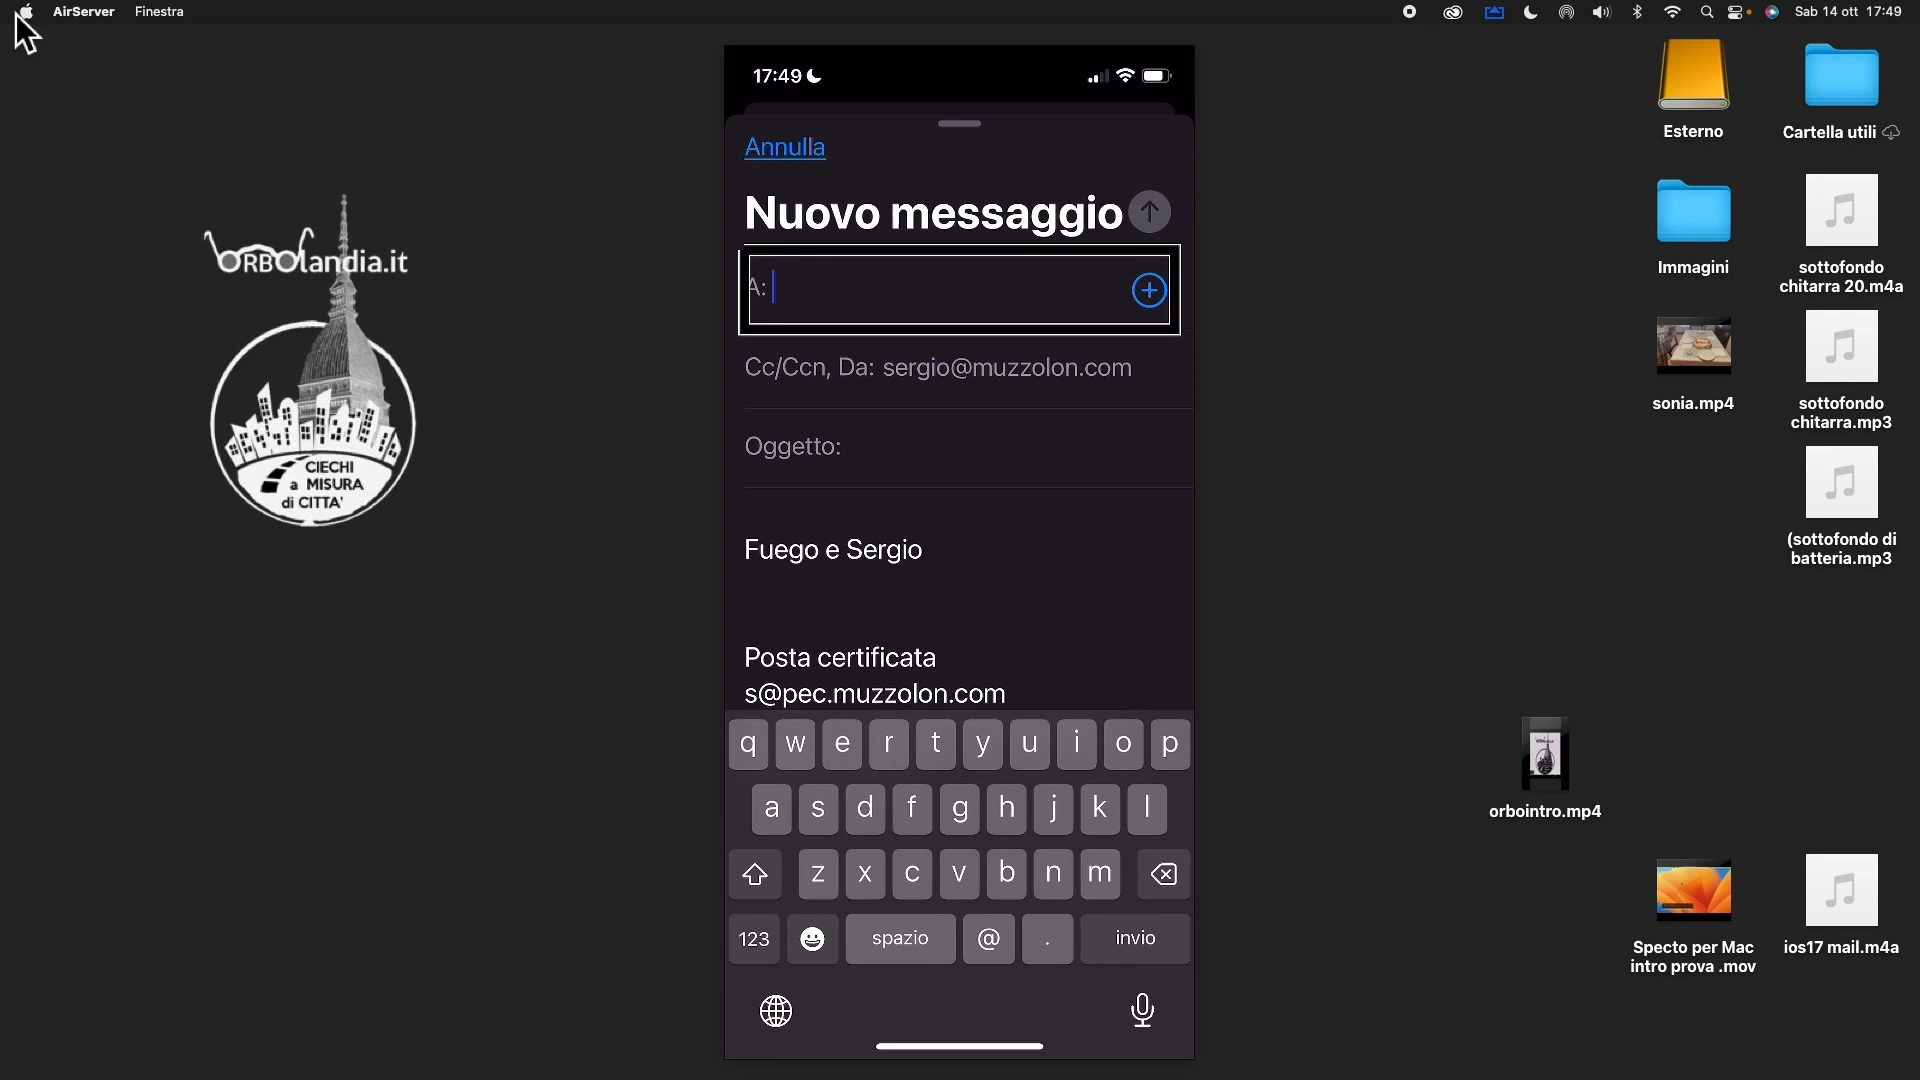 AirServer Finestra
Sab 14 ott 17:49
17:49
Annulla
Nuovo messaggio
A:
Cc/Ccn, Da: sergio@muzzolon.com
Oggetto:
Fuego e Sergio
Posta certificata
s@pec.muzzolon.com
q w e r t y u i o p
a s d f g h j k l
z x c v b n m
123 spazio @ . invio
ORBOlandia.it
CIECHI
a MISURA
di CITTA'
Esterno
Cartella utili
Immagini
sottofondo
chitarra 20.m4a
sonia.mp4
sottofondo
chitarra.mp3
(sottofondo di
batteria.mp3
orbointro.mp4
Specto per Mac
intro prova .mov
ios17 mail.m4a